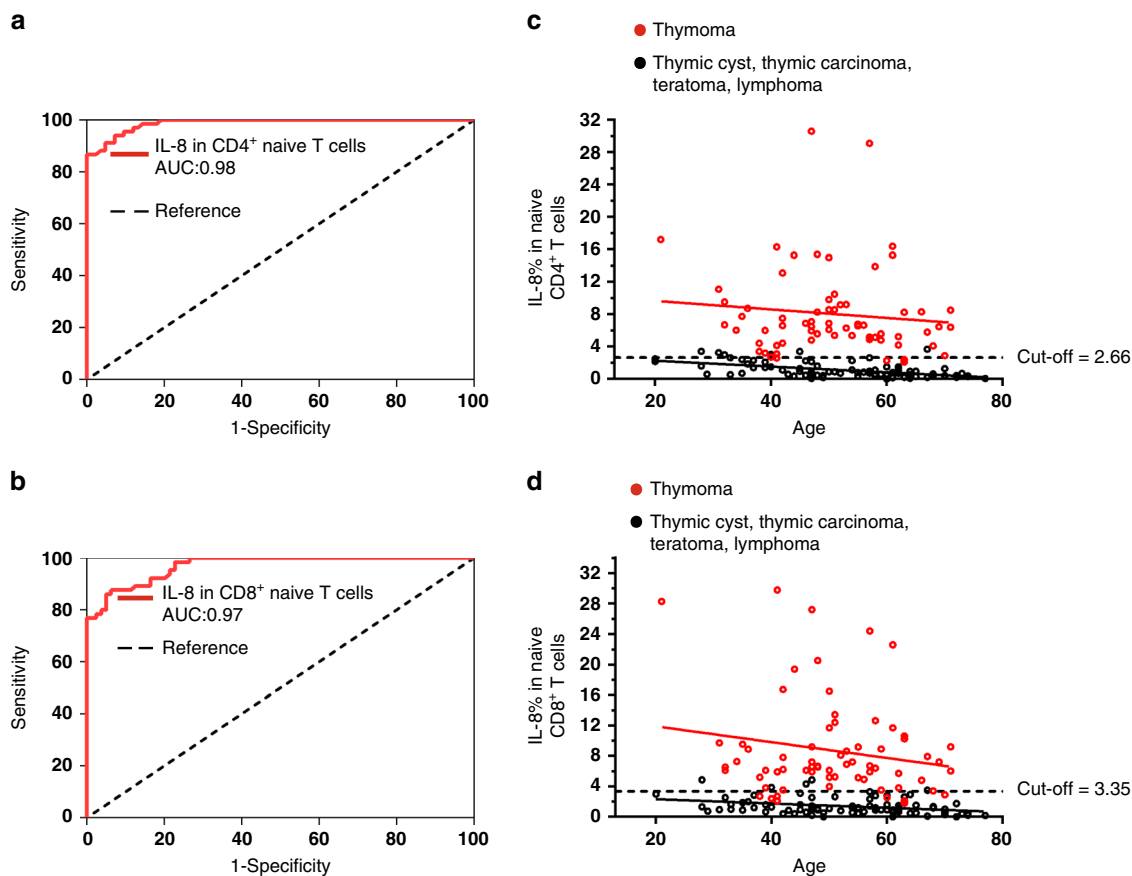 a
100
80
60
40
20
0
Sensitivity
IL-8 in CD4+ naive T cells
AUC:0.98
Reference
0 20 40 60 80 100
1-Specificity
b
100
80
60
40
20
0
Sensitivity
IL-8 in CD8+ naive T cells
AUC:0.97
Reference
0 20 40 60 80 100
1-Specificity
c
Thymoma
Thymic cyst, thymic carcinoma,
teratoma, lymphoma
32
28
24
20
16
12
8
4
0
IL-8% in naive
CD4+ T cells
Cut-off = 2.66
20 40 60 80
Age
d
Thymoma
Thymic cyst, thymic carcinoma,
teratoma, lymphoma
32
28
24
20
16
12
8
4
0
IL-8% in naive
CD8+ T cells
Cut-off = 3.35
20 40 60 80
Age